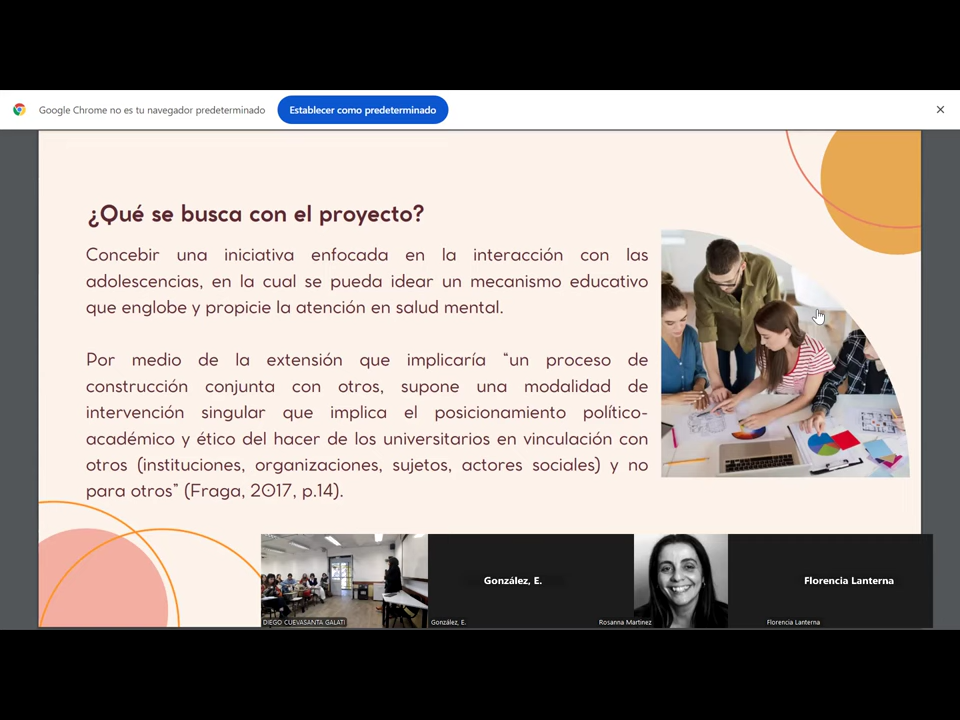 Google Chrome no es tu navegador predeterminado
Establecer como predeterminado
¿Qué se busca con el proyecto?
Concebir una iniciativa enfocada en la interacción con las
adolescencias, en la cual se pueda idear un mecanismo educativo
que englobe y propicie la atención en salud mental.
Por medio de la extensión que implicaría “un proceso de
construcción conjunta con otros, supone una modalidad de
intervención singular que implica el posicionamiento político-
académico y ético del hacer de los universitarios en vinculación con
otros (instituciones, organizaciones, sujetos, actores sociales) y no
para otros” (Fraga, 2017, p.14).
González, E.
Florencia Lanterna
DIEGO CUEVASANTA GALATI
González, E.
Rosanna Martinez
Florencia Lanterna